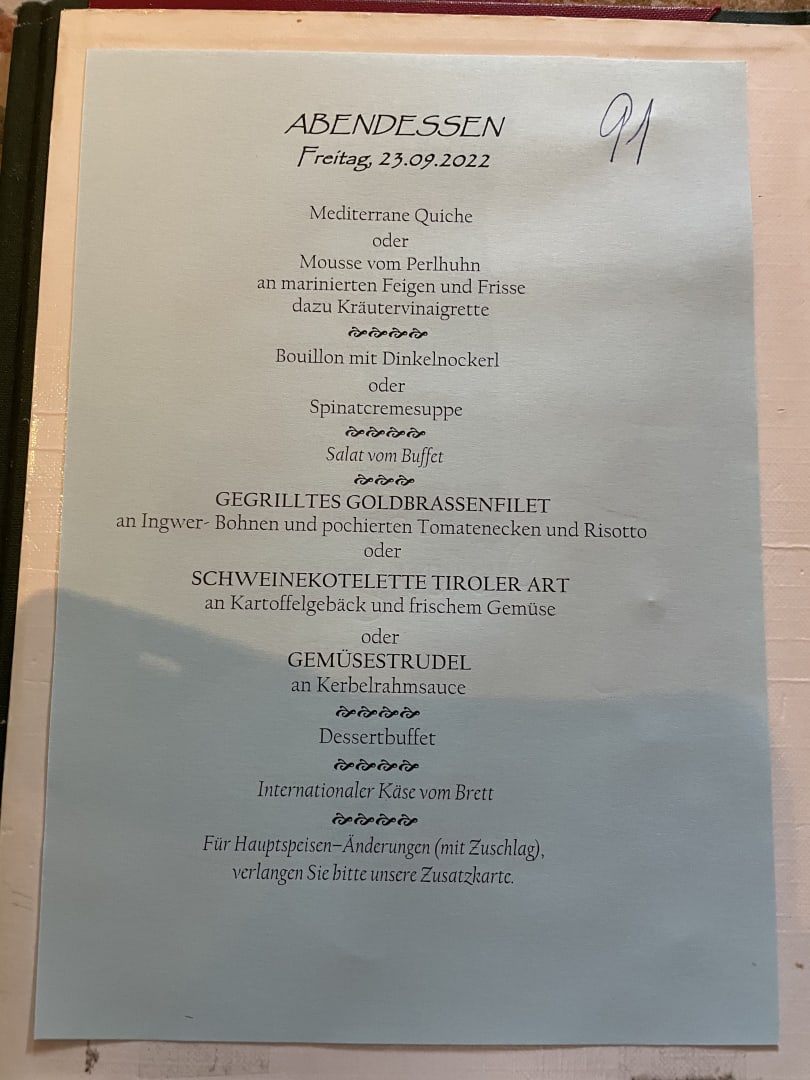 ABENDESSEN
91
Freitag, 23.09.2022
Mediterrane Quiche
oder
Mousse vom Perlhuhn
an marinierten Feigen und Frisse
dazu Kräutervinaigrette
Bouillon mit Dinkelnockerl
oder
Spinatcremesuppe
Salat vom Buffet
GEGRILLTES GOLDBRASSENFILET
an Ingwer- Bohnen und pochierten Tomatenecken und Risotto
oder
SCHWEINEKOTELETTE TIROLER ART
an Kartoffelgebäck und frischem Gemüse
oder
GEMÜSESTRUDEL
an Kerbelrahmsauce
Dessertbuffet
Internationaler Käse vom Brett
Für Hauptspeisen–Änderungen (mit Zuschlag),
verlangen Sie bitte unsere Zusatzkarte.